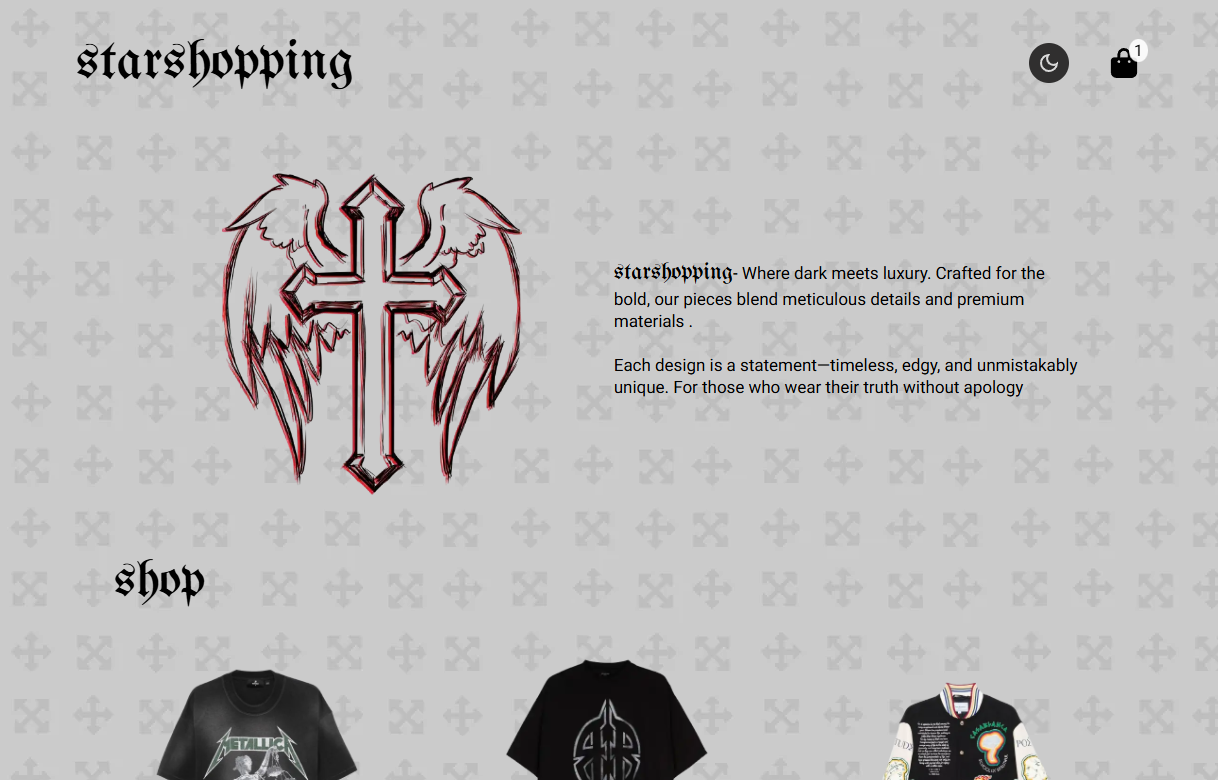 starshopping
1
starshopping- Where dark meets luxury. Crafted for the
bold, our pieces blend meticulous details and premium
materials .
Each design is a statement—timeless, edgy, and unmistakably
unique. For those who wear their truth without apology
shop
METALLICA
CASABLANCA